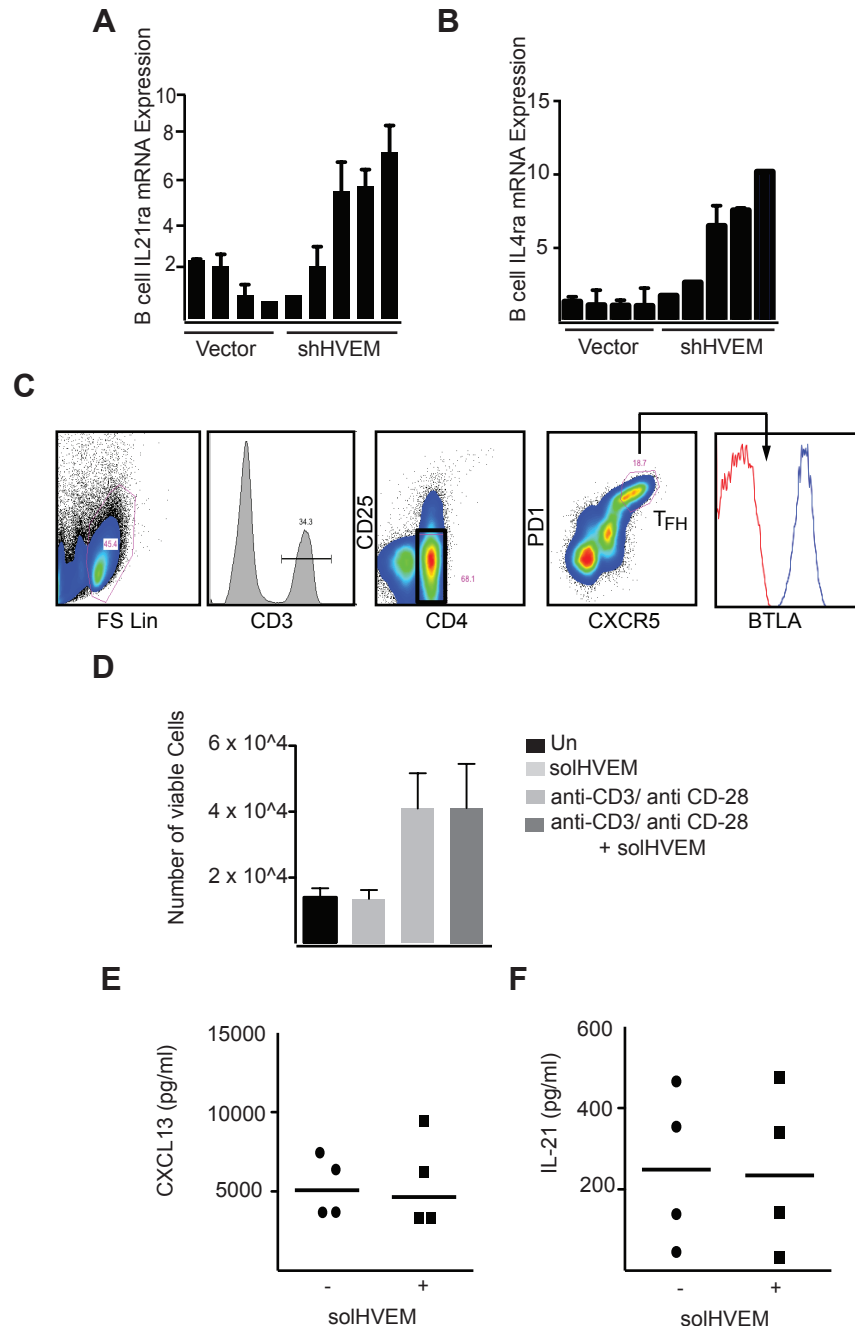 A
B cell IL21ra mRNA Expression
10
8
6
4
2
Vector
shHVEM
B
B cell IL4ra mRNA Expression
15
10
5
Vector
shHVEM
C
45.4
FS Lin
34.3
CD3
CD25
68.1
CD4
PD1
18.7
TFH
CXCR5
BTLA
D
Number of viable Cells
6 x 10^4
4 x 10^4
2 x 10^4
Un
solHVEM
anti-CD3/ anti CD-28
anti-CD3/ anti CD-28
+ solHVEM
E
CXCL13 (pg/ml)
15000
10000
5000
- +
solHVEM
F
IL-21 (pg/ml)
600
400
200
- +
solHVEM